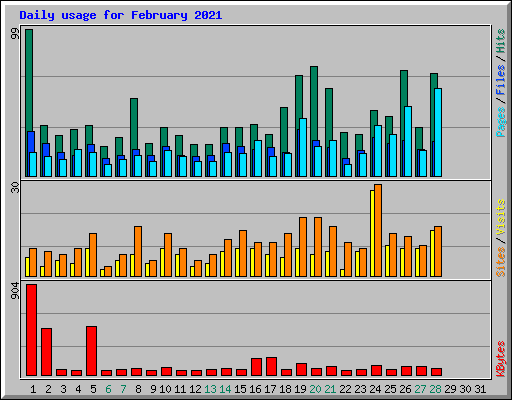 Daily usage for February 2021
99
Pages / Files / Hits
30
Sites / Visits
904
KBytes
1 2 3 4 5 6 7 8 9 10 11 12 13 14 15 16 17 18 19 20 21 22 23 24 25 26 27 28 29 30 31